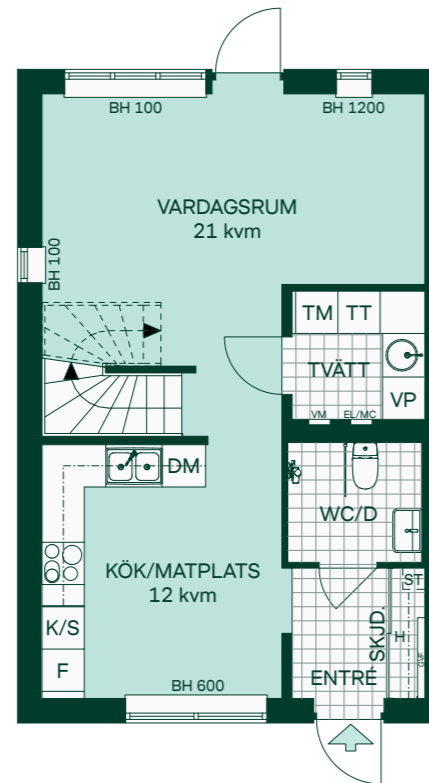 BH 100
BH 1200
VARDAGSRUM
21 kvm
BH 100
TM
TT
TVÄTT
VP
VM
EL/MC
DM
WC/D
KÖK/MATPLATS
12 kvm
ST
K/S
SKJD.
H
GVF
F
ENTRÉ
BH 600